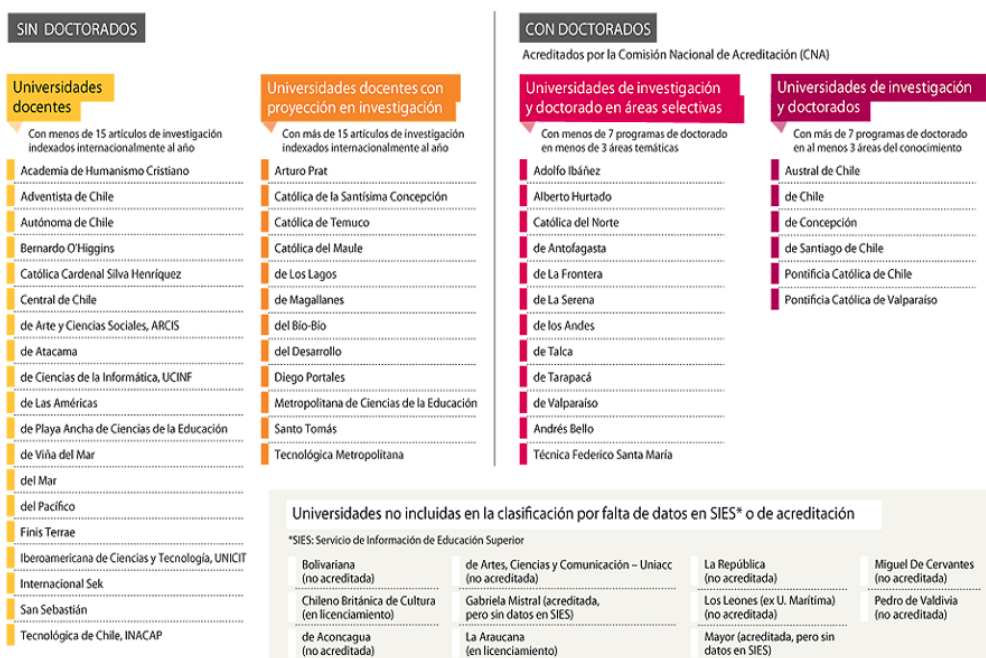 SIN DOCTORADOS
Universidades
docentes
Con menos de 15 artículos de investigación
indexados internacionalmente al año
Academia de Humanismo Cristiano
Adventista de Chile
Autónoma de Chile
Bernardo O'Higgins
Católica Cardenal Silva Henríquez
Central de Chile
de Arte y Ciencias Sociales, ARCIS
de Atacama
de Ciencias de la Informática, UCINF
de Las Américas
de Playa Ancha de Ciencias de la Educación
de Viña del Mar
del Mar
del Pacífico
Finis Terrae
Iberoamericana de Ciencias y Tecnología, UNICIT
Internacional Sek
San Sebastián
Tecnológica de Chile, INACAP
Universidades docentes con
proyección en investigación
Con más de 15 artículos de investigación
indexados internacionalmente al año
Arturo Prat
Católica de la Santísima Concepción
Católica de Temuco
Católica del Maule
de Los Lagos
de Magallanes
del Bío-Bío
del Desarrollo
Diego Portales
Metropolitana de Ciencias de la Educación
Santo Tomás
Tecnológica Metropolitana
CON DOCTORADOS
Acreditados por la Comisión Nacional de Acreditación (CNA)
Universidades de investigación
y doctorado en áreas selectivas
Con menos de 7 programas de doctorado
en menos de 3 áreas temáticas
Adolfo Ibáñez
Alberto Hurtado
Católica del Norte
de Antofagasta
de La Frontera
de La Serena
de los Andes
de Talca
de Tarapacá
de Valparaíso
Andrés Bello
Técnica Federico Santa María
Universidades de investigación
y doctorados
Con más de 7 programas de doctorado
en al menos 3 áreas del conocimiento
Austral de Chile
de Chile
de Concepción
de Santiago de Chile
Pontificia Católica de Chile
Pontificia Católica de Valparaíso
Universidades no incluidas en la clasificación por falta de datos en SIES* o de acreditación
*SIES: Servicio de Información de Educación Superior
Bolivariana
(no acreditada)
Chileno Británica de Cultura
(en licenciamiento)
de Aconcagua
(no acreditada)
de Artes, Ciencias y Comunicación – Uniacc
(no acreditada)
Gabriela Mistral (acreditada,
pero sin datos en SIES)
La Araucana
(en licenciamiento)
La República
(no acreditada)
Los Leones (ex U. Marítima)
(no acreditada)
Mayor (acreditada, pero sin
datos en SIES)
Miguel De Cervantes
(no acreditada)
Pedro de Valdivia
(no acreditada)